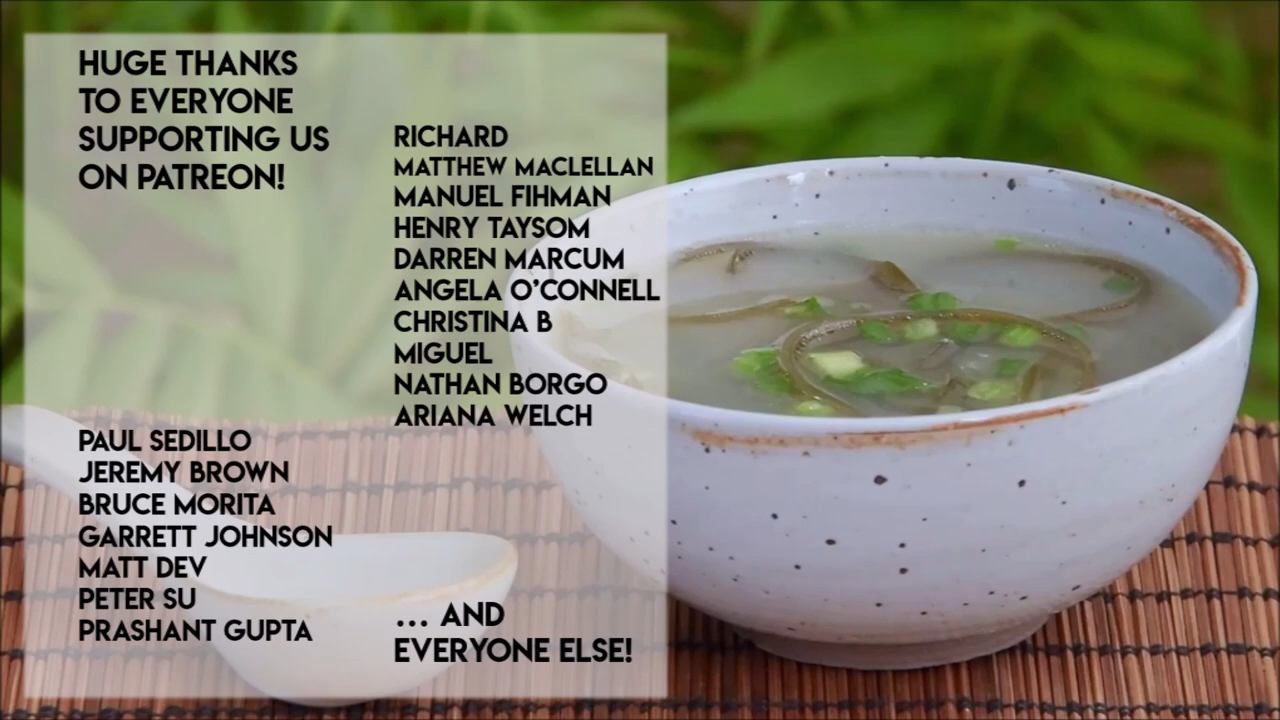 HUGE THANKS
TO EVERYONE
SUPPORTING US
ON PATREON!
PAUL SEDILLO
JEREMY BROWN
BRUCE MORITA
GARRETT JOHNSON
MATT DEV
PETER SU
PRASHANT GUPTA
RICHARD
MATTHEW MACLELLAN
MANUEL FIHMAN
HENRY TAYSOM
DARREN MARCUM
ANGELA O'CONNELL
CHRISTINA B
MIGUEL
NATHAN BORGO
ARIANA WELCH
... AND
EVERYONE ELSE!